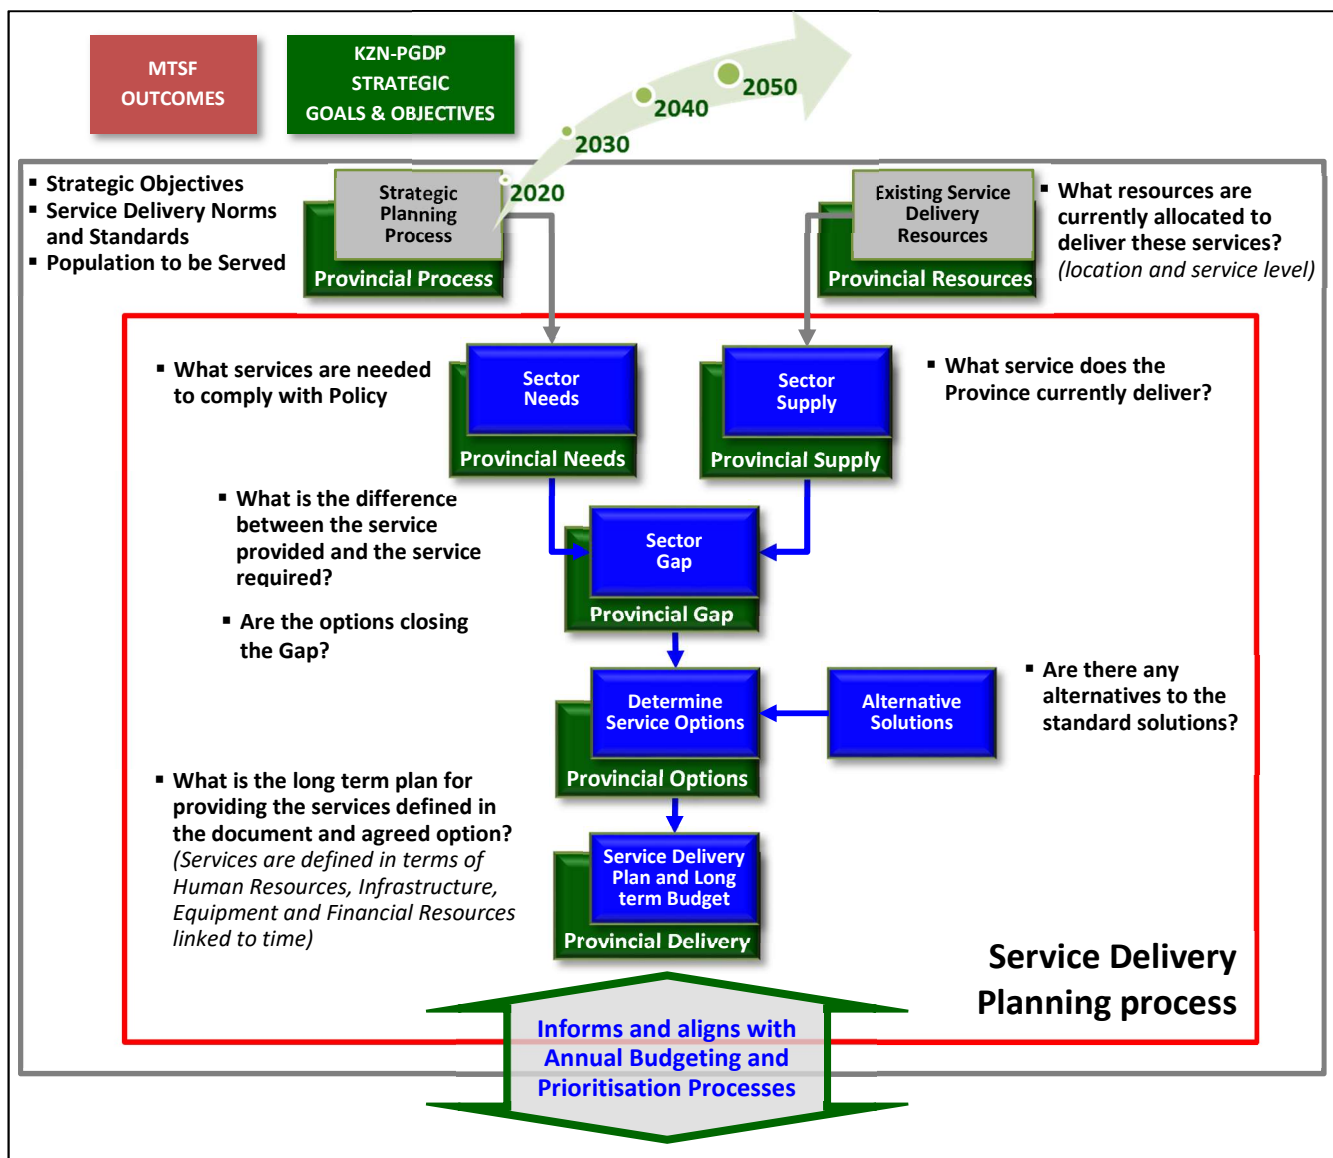 MTSF
OUTCOMES
KZN-PGDP
STRATEGIC
GOALS & OBJECTIVES
2050
2040
2030
2020
▪ Strategic Objectives
▪ Service Delivery Norms
and Standards
▪ Population to be Served
Strategic
Planning
Process
Provincial Process
Existing Service
Delivery
Resources
Provincial Resources
▪ What resources are
currently allocated to
deliver these services?
(location and service level)
▪ What services are needed
to comply with Policy
Sector
Needs
Provincial Needs
Sector
Supply
Provincial Supply
▪ What service does the
Province currently deliver?
▪ What is the difference
between the service
provided and the service
required?
▪ Are the options closing
the Gap?
Sector
Gap
Provincial Gap
Determine
Service Options
Provincial Options
Alternative
Solutions
▪ Are there any
alternatives to the
standard solutions?
▪ What is the long term plan for
providing the services defined in
the document and agreed option?
(Services are defined in terms of
Human Resources, Infrastructure,
Equipment and Financial Resources
linked to time)
Service Delivery
Plan and Long
term Budget
Provincial Delivery
Service Delivery
Planning process
Informs and aligns with
Annual Budgeting and
Prioritisation Processes